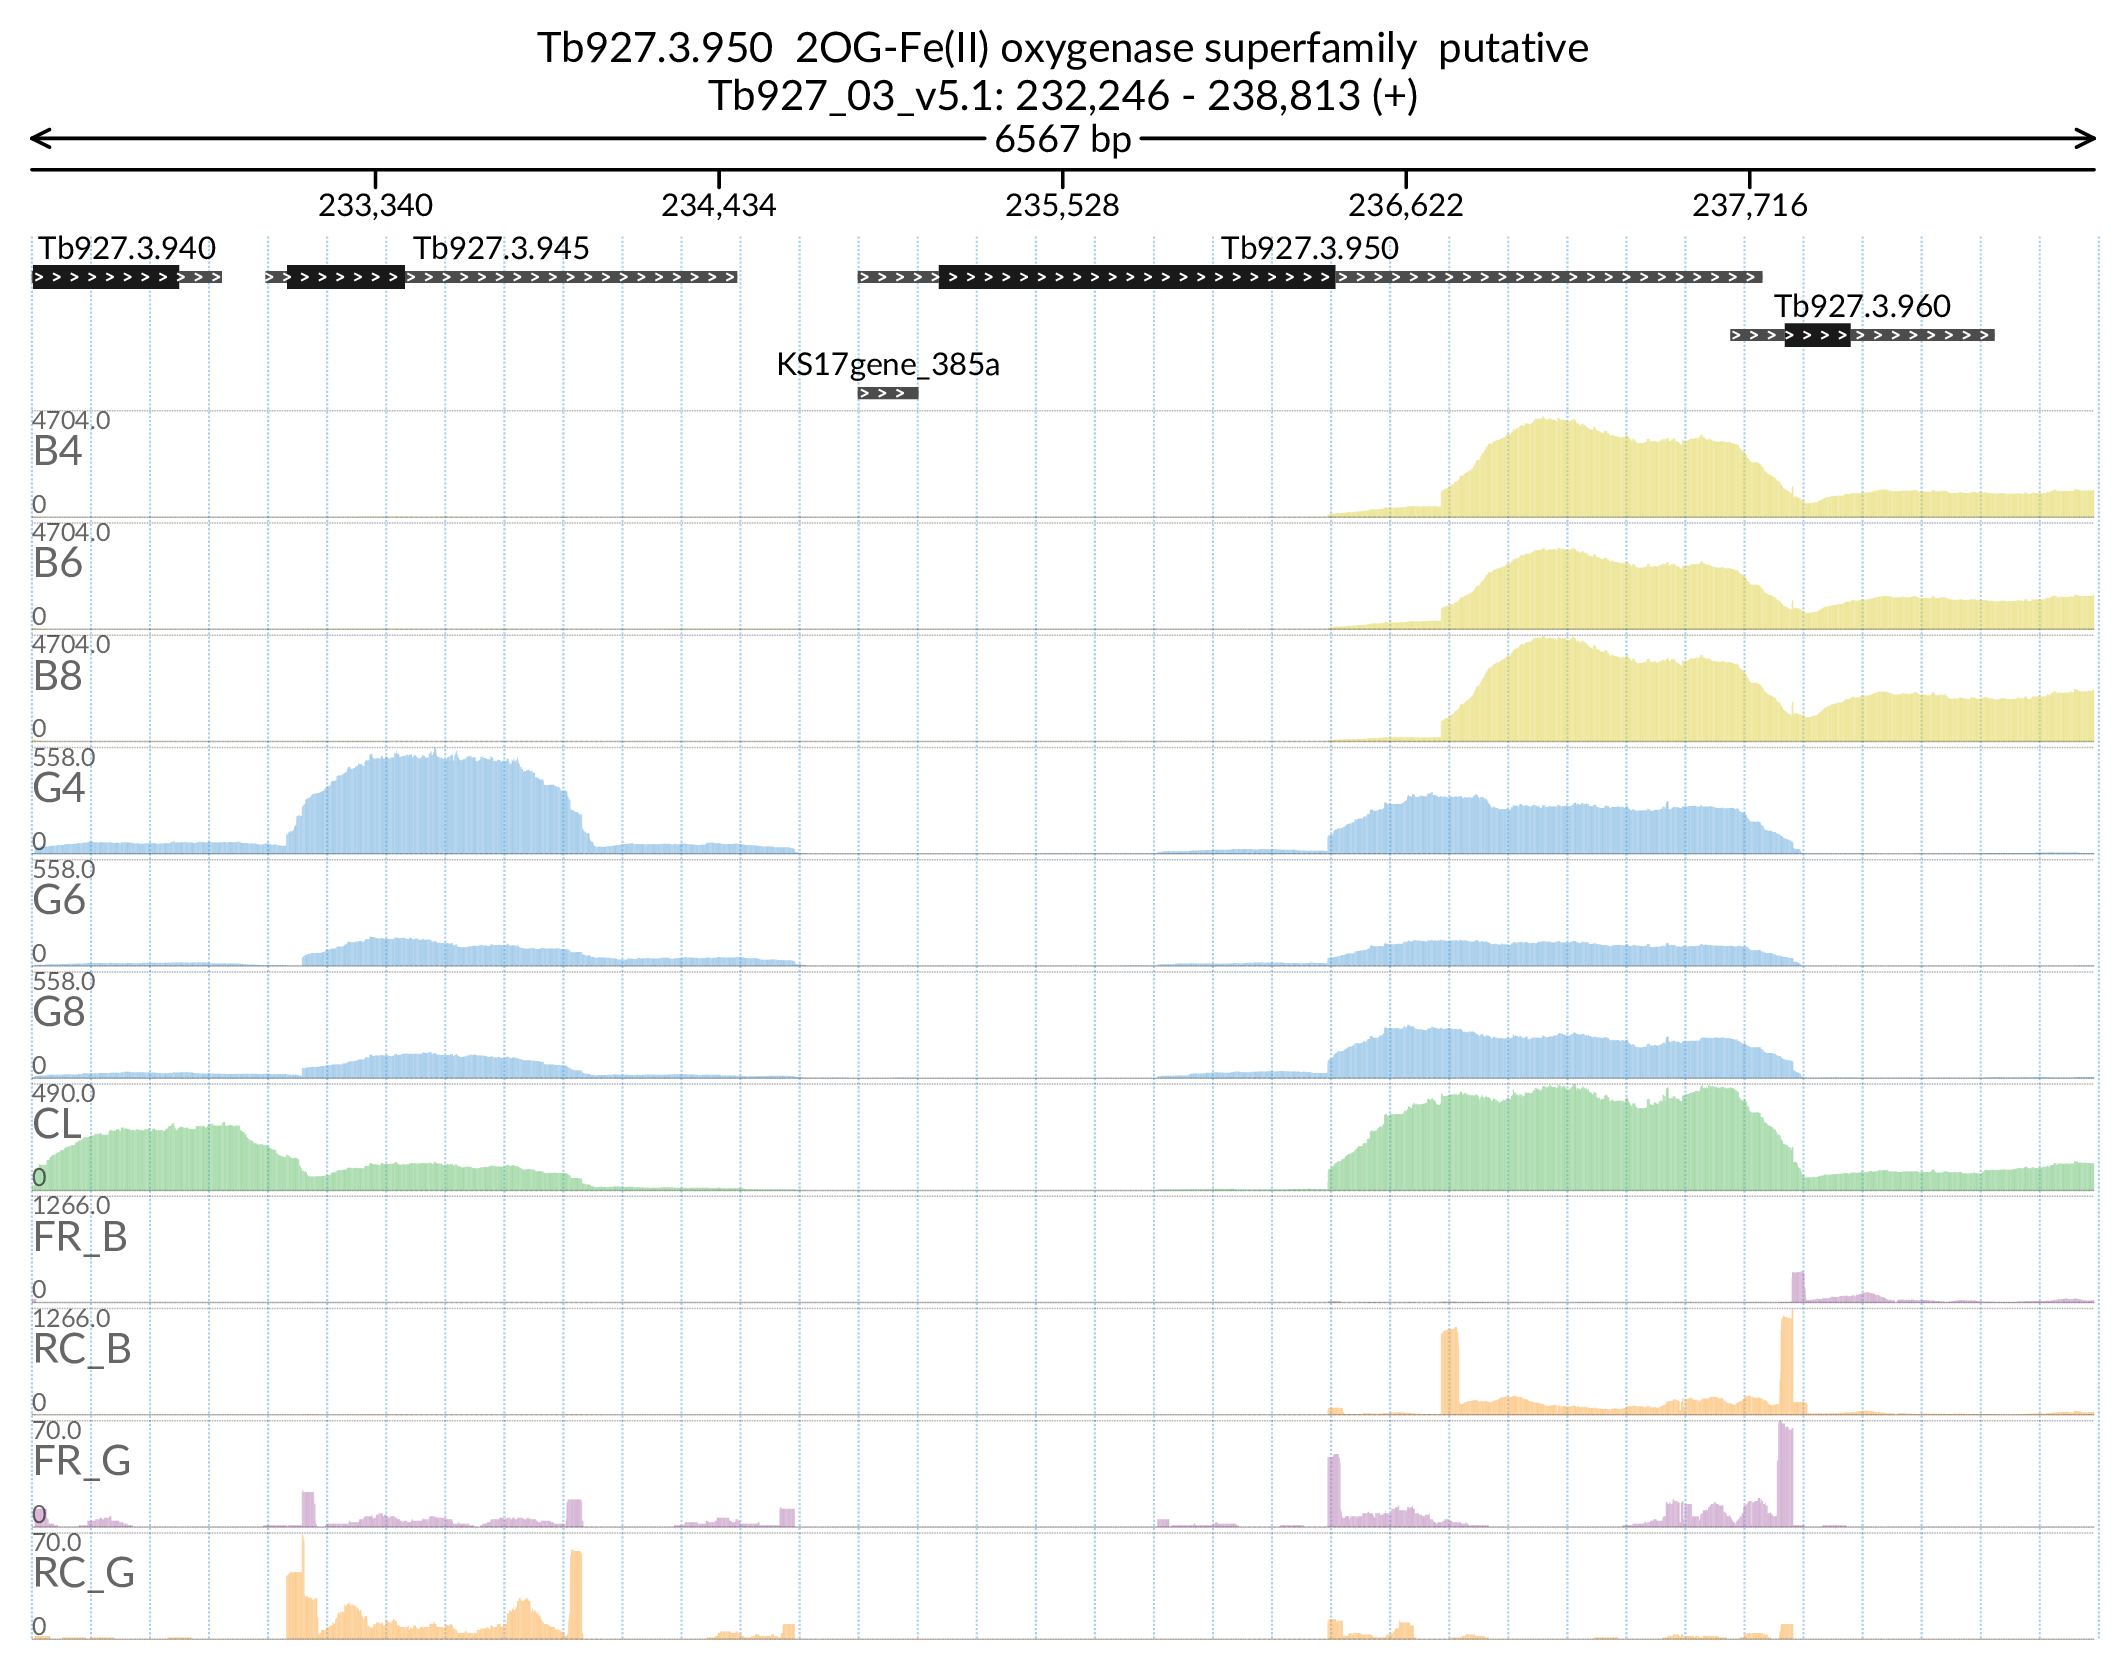 Tb927.3.950  2OG-Fe(II) oxygenase superfamily  putative
Tb927_03_v5.1: 232,246 - 238,813 (+)
6567 bp
233,340 234,434 235,528 236,622 237,716
Tb927.3.940 Tb927.3.945 Tb927.3.950
Tb927.3.960
KS17gene_385a
4704.0
B4
0
4704.0
B6
0
4704.0
B8
0
558.0
G4
0
558.0
G6
0
558.0
G8
0
490.0
CL
0
1266.0
FR_B
0
1266.0
RC_B
0
70.0
FR_G
0
70.0
RC_G
0